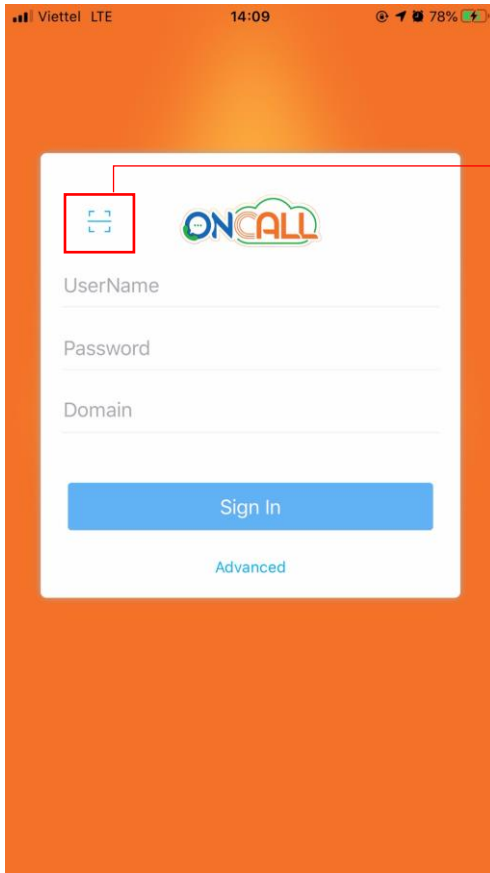 Viettel LTE 14:09 78%
ONCALL
UserName
Password
Domain
Sign In
Advanced